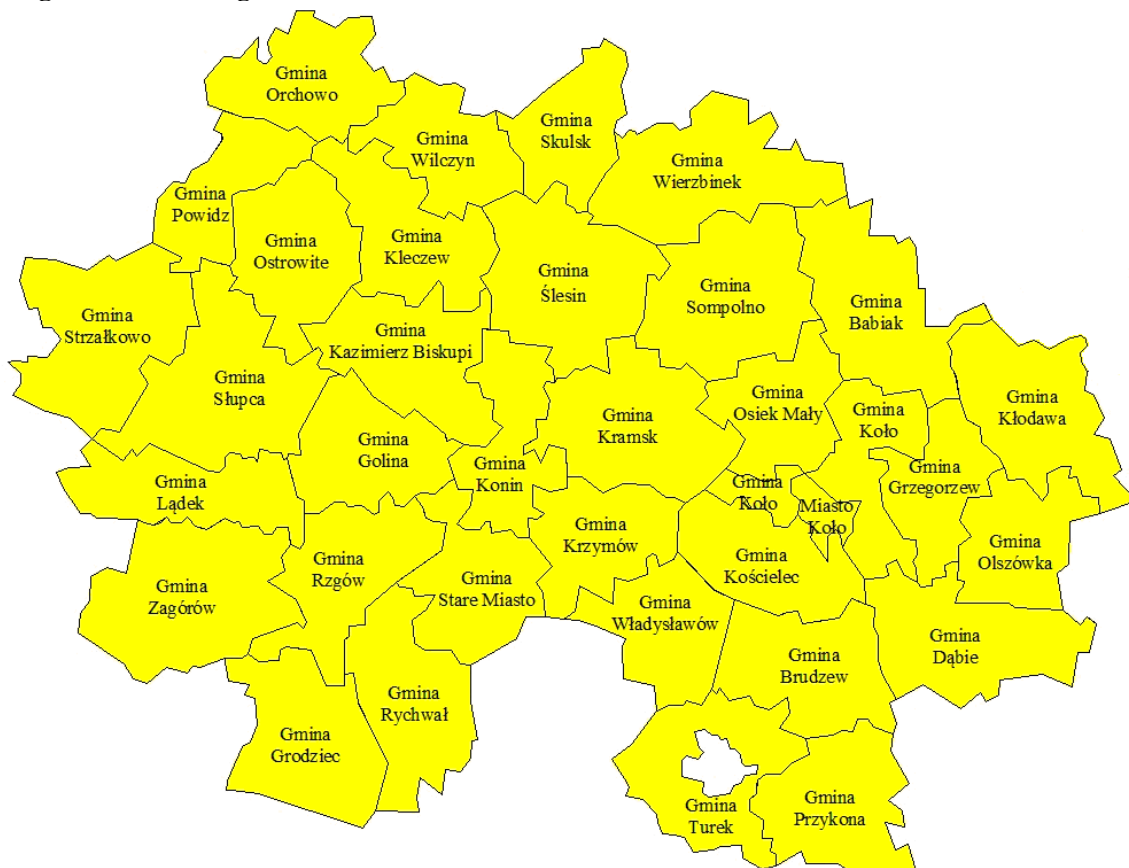 Gmina
Orchowo
Gmina
Wilczyn
Gmina
Skulsk
Gmina
Wierzbinek
Gmina
Powidz
Gmina
Ostrowite
Gmina
Kleczew
Gmina
Ślesin
Gmina
Sompolno
Gmina
Babiak
Gmina
Strzałkowo
Gmina
Kazimierz Biskupi
Gmina
Słupca
Gmina
Golina
Gmina
Kramsk
Gmina
Osiek Mały
Gmina
Koło
Gmina
Kłodawa
Gmina
Lądek
Gmina
Konin
Gmina
Koło
Miasto
Koło
Gmina
Grzegorzew
Gmina
Olszówka
Gmina
Krzymów
Gmina
Kościelec
Gmina
Zagórów
Gmina
Rzgów
Gmina
Stare Miasto
Gmina
Władysławów
Gmina
Dąbie
Gmina
Brudzew
Gmina
Rychwał
Gmina
Grodziec
Gmina
Turek
Gmina
Przykona